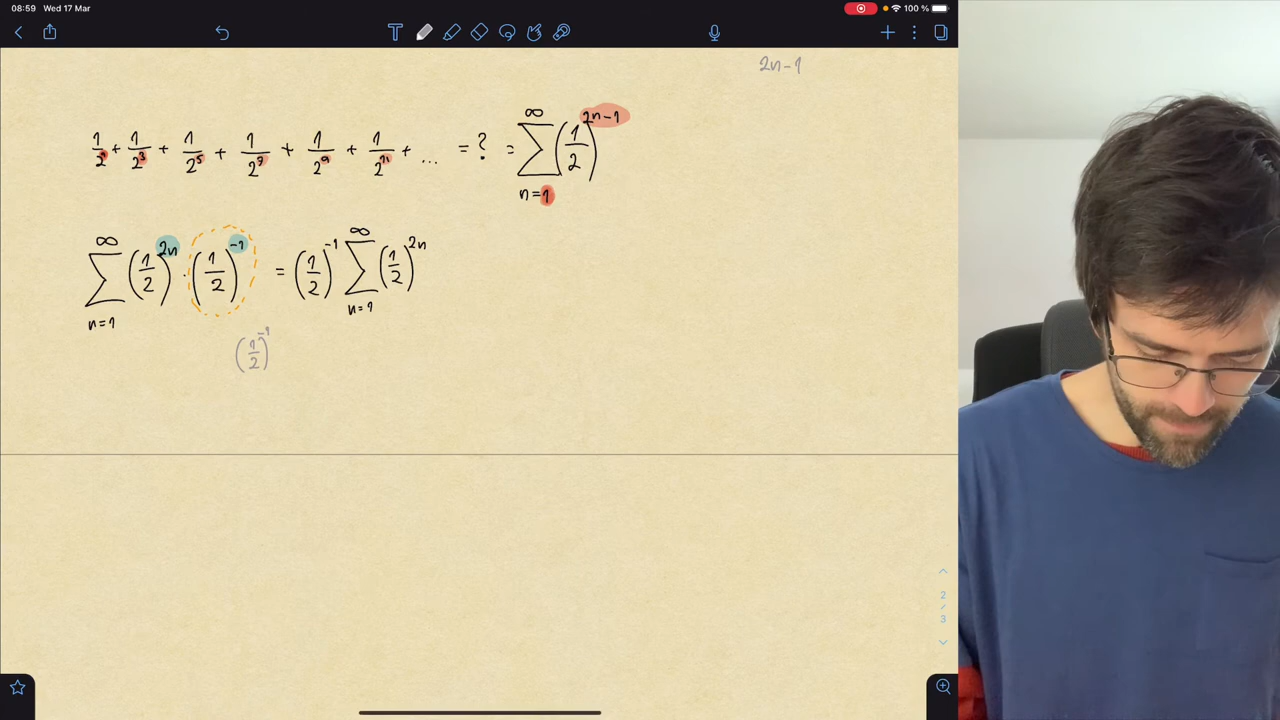 08:59 Wed 17 Mar
100 %
2n-1
1/2¹ + 1/2³ + 1/2⁵ + 1/2⁷ + 1/2⁹ + 1/2¹¹ + ... = ? = ∑_{n=1}^{∞} (1/2)^{2n-1}
∑_{n=1}^{∞} (1/2)^{2n} · (1/2)^{-1} = (1/2)^{-1} ∑_{n=1}^{∞} (1/2)^{2n}
(1/2)^{-1}
2
/
3